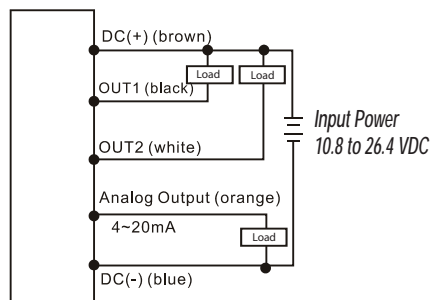 DC(+) (brown)
Load
Load
OUT1 (black)
Input Power
10.8 to 26.4 VDC
OUT2 (white)
Analog Output (orange)
4~20mA
Load
DC(-) (blue)